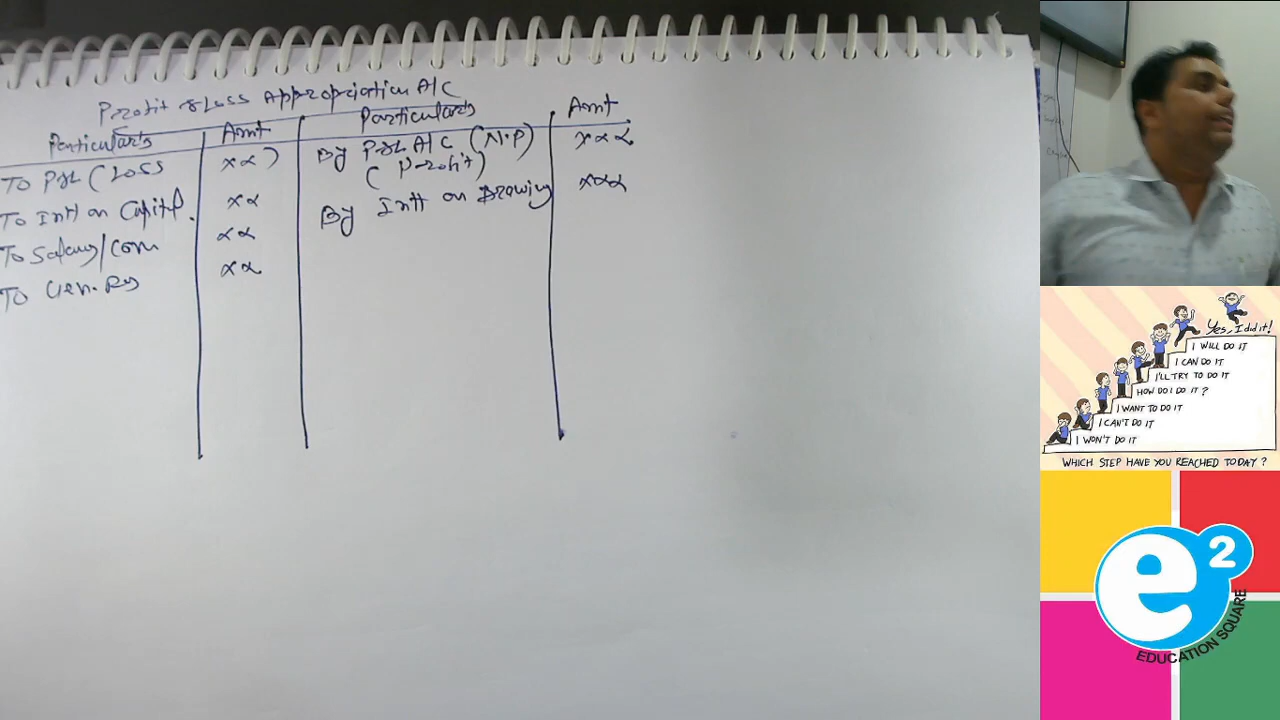 Profit & Loss Appropriation A/C
Particulars Amt Particulars Amt
To P&L (Loss xx) By P&L A/C (N.P) xxx
(Profit)
To Intt on Capital. xx By Intt on Drawing xxx
To Salary/Com xx
To Gen. Rs xx
Yes, I did it!
I WILL DO IT
I CAN DO IT
I'LL TRY TO DO IT
HOW DO I DO IT?
I WANT TO DO IT
I CAN'T DO IT
I WON'T DO IT
WHICH STEP HAVE YOU REACHED TODAY?
e2
EDUCATION SQUARE